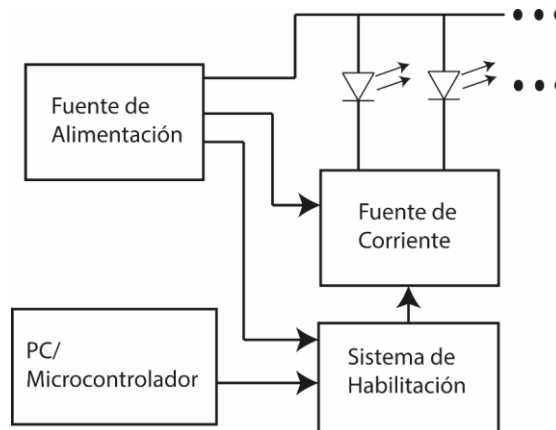 Fuente de
Alimentación
Fuente de
Corriente
PC/
Microcontrolador
Sistema de
Habilitación